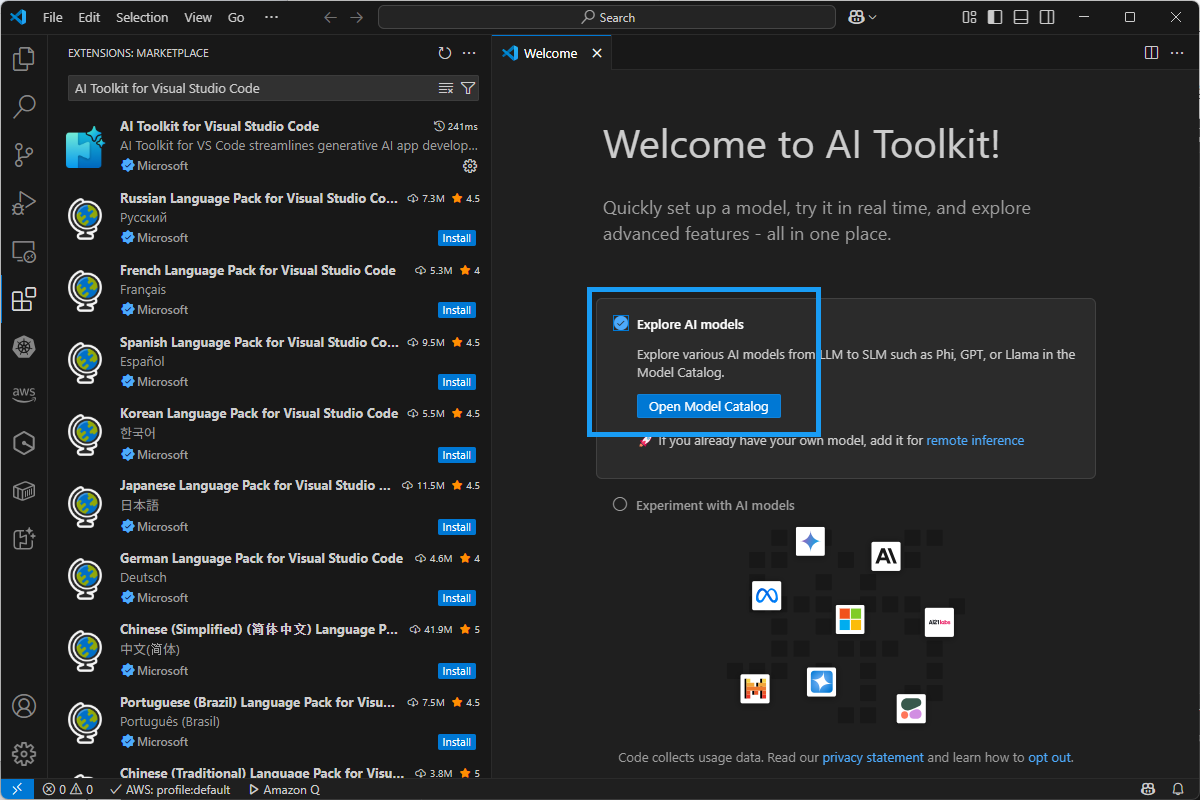 File Edit Selection View Go ··· Search
EXTENSIONS: MARKETPLACE
AI Toolkit for Visual Studio Code
AI Toolkit for Visual Studio Code 241ms
AI Toolkit for VS Code streamlines generative AI app develop...
Microsoft
Russian Language Pack for Visual Studio Co... 7.3M 4.5
Русский
Microsoft Install
French Language Pack for Visual Studio Code 5.3M 4
Français
Microsoft Install
Spanish Language Pack for Visual Studio Co... 9.5M 4.5
Español
Microsoft Install
Korean Language Pack for Visual Studio Code 5.5M 4.5
한국어
Microsoft Install
Japanese Language Pack for Visual Studio ... 11.5M 4.5
日本語
Microsoft Install
German Language Pack for Visual Studio Code 4.6M 4
Deutsch
Microsoft Install
Chinese (Simplified) (简体中文) Language P... 41.9M 5
中文(简体)
Microsoft Install
Portuguese (Brazil) Language Pack for Visu... 7.5M 4.5
Português (Brasil)
Microsoft Install
Chinese (Traditional) Language Pack for Visu... 3.8M 5
aws
Welcome
Welcome to AI Toolkit!
Quickly set up a model, try it in real time, and explore
advanced features - all in one place.
Explore AI models
Explore various AI models from LLM to SLM such as Phi, GPT, or Llama in the
Model Catalog.
Open Model Catalog
If you already have your own model, add it for remote inference
Experiment with AI models
AI21labs
Code collects usage data. Read our privacy statement and learn how to opt out.
0 0 AWS: profile:default Amazon Q